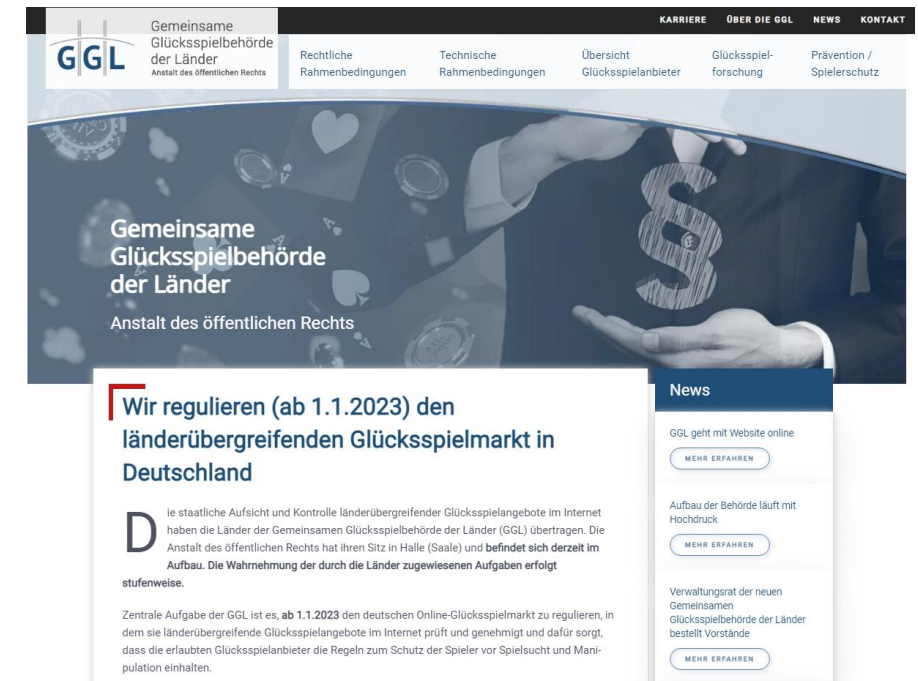 KARRIERE ÜBER DIE GGL NEWS KONTAKT
GGL
Gemeinsame
Glücksspielbehörde
der Länder
Anstalt des öffentlichen Rechts
Rechtliche
Rahmenbedingungen
Technische
Rahmenbedingungen
Übersicht
Glücksspielanbieter
Glücksspiel-
forschung
Prävention /
Spielerschutz
Gemeinsame
Glücksspielbehörde
der Länder
Anstalt des öffentlichen Rechts
§
Wir regulieren (ab 1.1.2023) den
länderübergreifenden Glücksspielmarkt in
Deutschland
Die staatliche Aufsicht und Kontrolle länderübergreifender Glücksspielangebote im Internet
haben die Länder der Gemeinsamen Glücksspielbehörde der Länder (GGL) übertragen. Die
Anstalt des öffentlichen Rechts hat ihren Sitz in Halle (Saale) und befindet sich derzeit im
Aufbau. Die Wahrnehmung der durch die Länder zugewiesenen Aufgaben erfolgt
stufenweise.
Zentrale Aufgabe der GGL ist es, ab 1.1.2023 den deutschen Online-Glücksspielmarkt zu regulieren, in
dem sie länderübergreifende Glücksspielangebote im Internet prüft und genehmigt und dafür sorgt,
dass die erlaubten Glücksspielanbieter die Regeln zum Schutz der Spieler vor Spielsucht und Mani-
pulation einhalten.
News
GGL geht mit Website online
MEHR ERFAHREN
Aufbau der Behörde läuft mit
Hochdruck
MEHR ERFAHREN
Verwaltungsrat der neuen
Gemeinsamen
Glücksspielbehörde der Länder
bestellt Vorstände
MEHR ERFAHREN